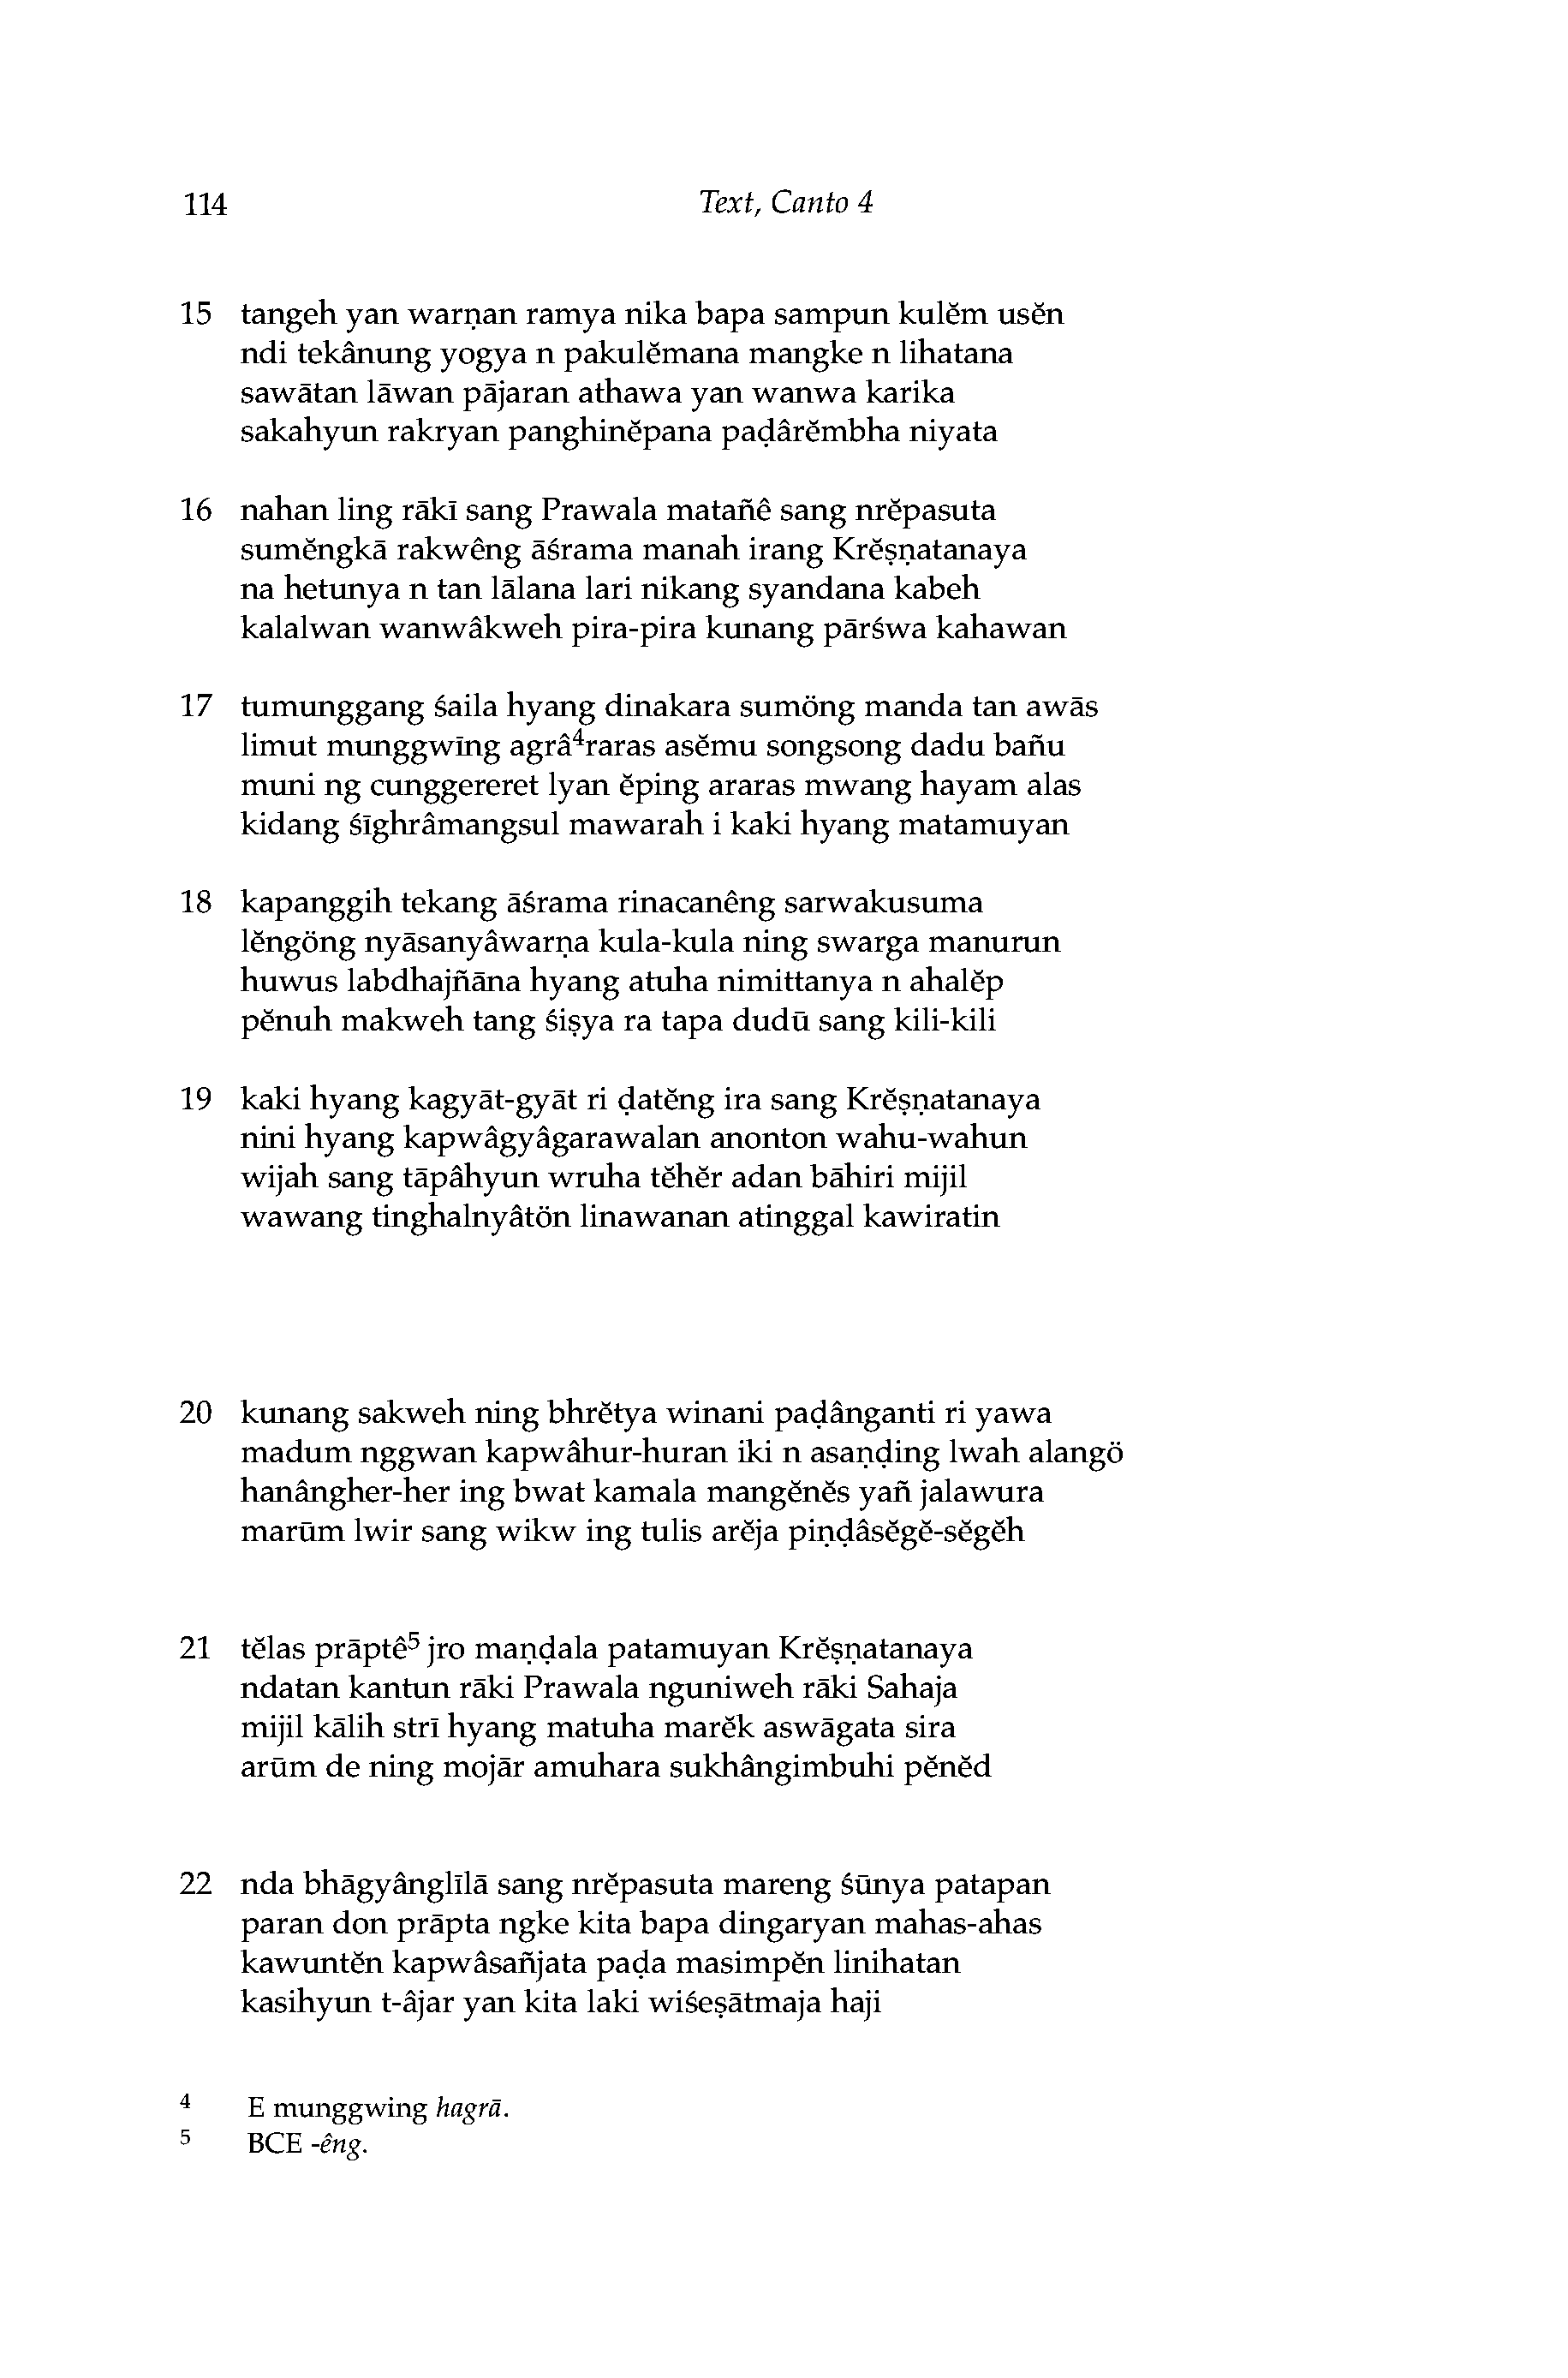 114 Text, Canto 4
15 tangeh yan warṇan ramya nika bapa sampun kulĕm usĕn
ndi tekânung yogya n pakulĕmana mangke n lihatana
sawātan lāwan pājaran athawa yan wanwa karika
sakahyun rakryan panghinĕpana paḍârĕmbha niyata
16 nahan ling rākī sang Prawala matañê sang nrĕpasuta
sumĕngkā rakwêng āśrama manah irang Krĕṣṇatanaya
na hetunya n tan lālana lari nikang syandana kabeh
kalalwan wanwâkweh pira-pira kunang pārśwa kahawan
17 tumunggang śaila hyang dinakara sumöng manda tan awās
limut munggwīng agrâ⁴raras asĕmu songsong dadu bañu
muni ng cunggereret lyan ĕping araras mwang hayam alas
kidang śīghrâmangsul mawarah i kaki hyang matamuyan
18 kapanggih tekang āśrama rinacanêng sarwakusuma
lĕngöng nyāsanyâwarṇa kula-kula ning swarga manurun
huwus labdhajñāna hyang atuha nimittanya n ahalĕp
pĕnuh makweh tang śiṣya ra tapa dudū sang kili-kili
19 kaki hyang kagyāt-gyāt ri ḍatĕng ira sang Krĕṣṇatanaya
nini hyang kapwâgyâgarawalan anonton wahu-wahun
wijah sang tāpâhyun wruha tĕhĕr adan bāhiri mijil
wawang tinghalnyâtön linawanan atinggal kawiratin
20 kunang sakweh ning bhrĕtya winani paḍânganti ri yawa
madum nggwan kapwâhur-huran iki n asaṇḍing lwah alangö
hanângher-her ing bwat kamala mangĕnĕs yañ jalawura
marūm lwir sang wikw ing tulis arĕja piṇḍâsĕgĕ-sĕgĕh
21 tĕlas prāptê⁵ jro maṇḍala patamuyan Krĕṣṇatanaya
ndatan kantun rāki Prawala nguniweh rāki Sahaja
mijil kālih strī hyang matuha marĕk aswāgata sira
arūm de ning mojār amuhara sukhângimbuhi pĕnĕd
22 nda bhāgyânglīlā sang nrĕpasuta mareng śūnya patapan
paran don prāpta ngke kita bapa dingaryan mahas-ahas
kawuntĕn kapwâsañjata paḍa masimpĕn linihatan
kasihyun t-âjar yan kita laki wiśeṣātmaja haji
⁴ E munggwing hagrā.
⁵ BCE -êng.